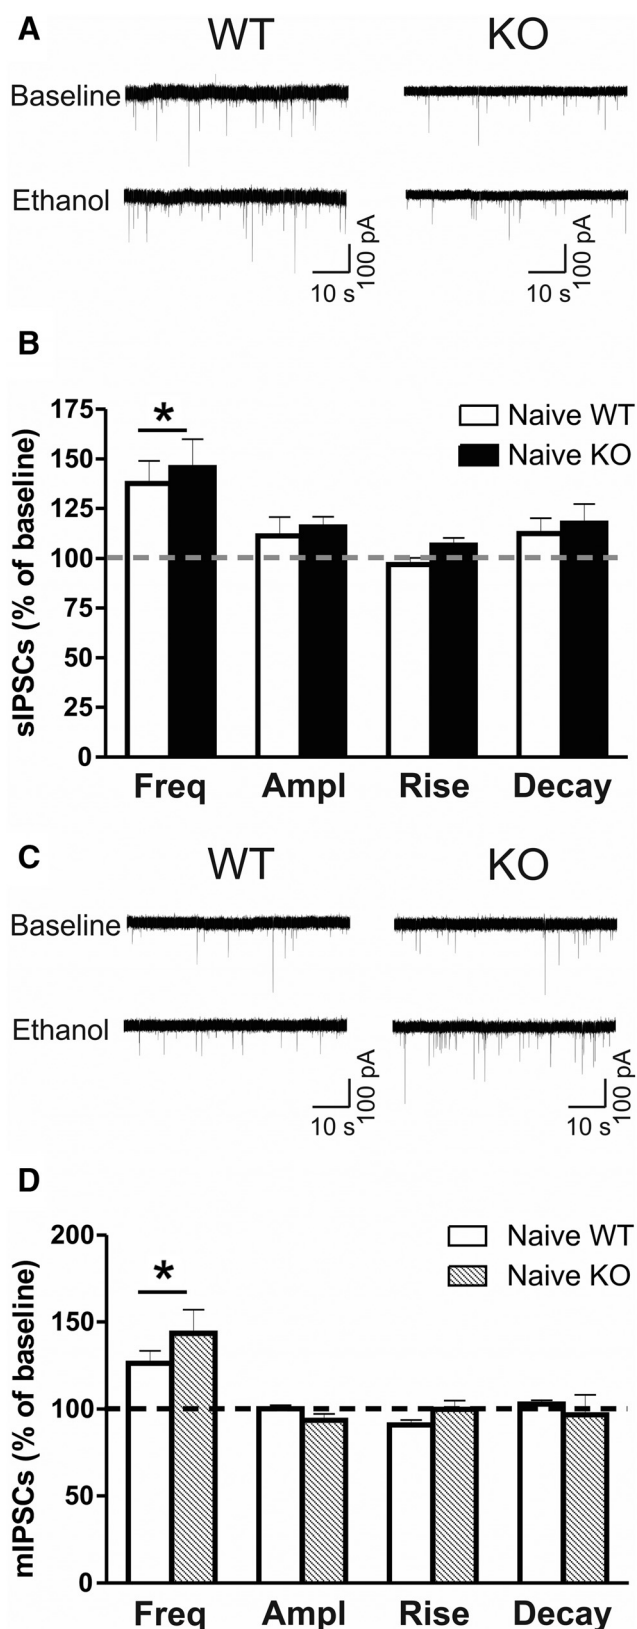 A
WT KO
Baseline
Ethanol
100 pA 100 pA
10 s 10 s
B
*
Naive WT
Naive KO
sIPSCs (% of baseline)
175
150
125
100
75
50
25
0
Freq Ampl Rise Decay
C
WT KO
Baseline
Ethanol
100 pA 100 pA
10 s 10 s
D
*
Naive WT
Naive KO
mIPSCs (% of baseline)
200
150
100
50
0
Freq Ampl Rise Decay